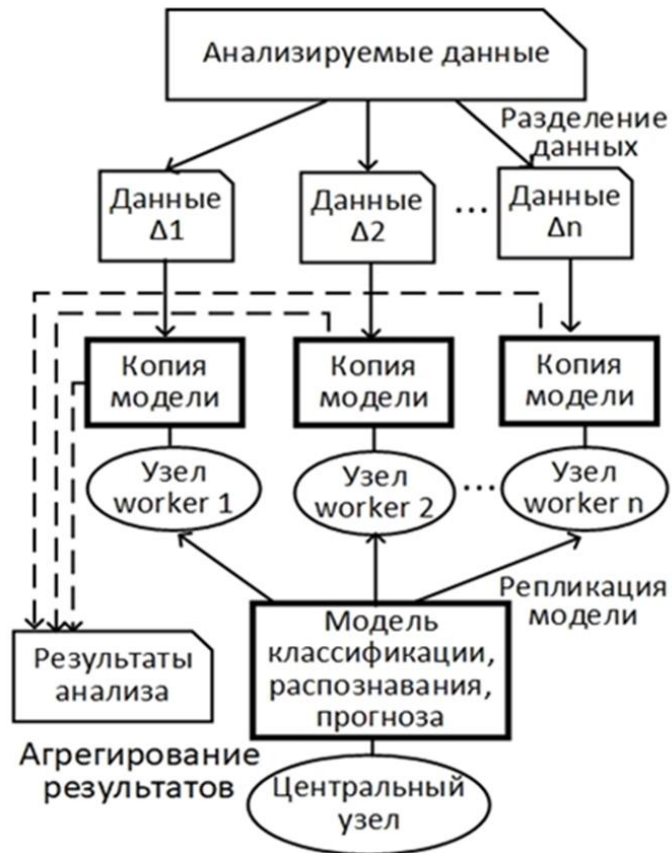 Анализируемые данные
Разделение
данных
Данные
Δ1
Данные
Δ2
...
Данные
Δn
Копия
модели
Копия
модели
Копия
модели
Узел
worker 1
Узел
worker 2
...
Узел
worker n
Репликация
модели
Модель
классификации,
распознавания,
прогноза
Результаты
анализа
Агрегирование
результатов
Центральный
узел